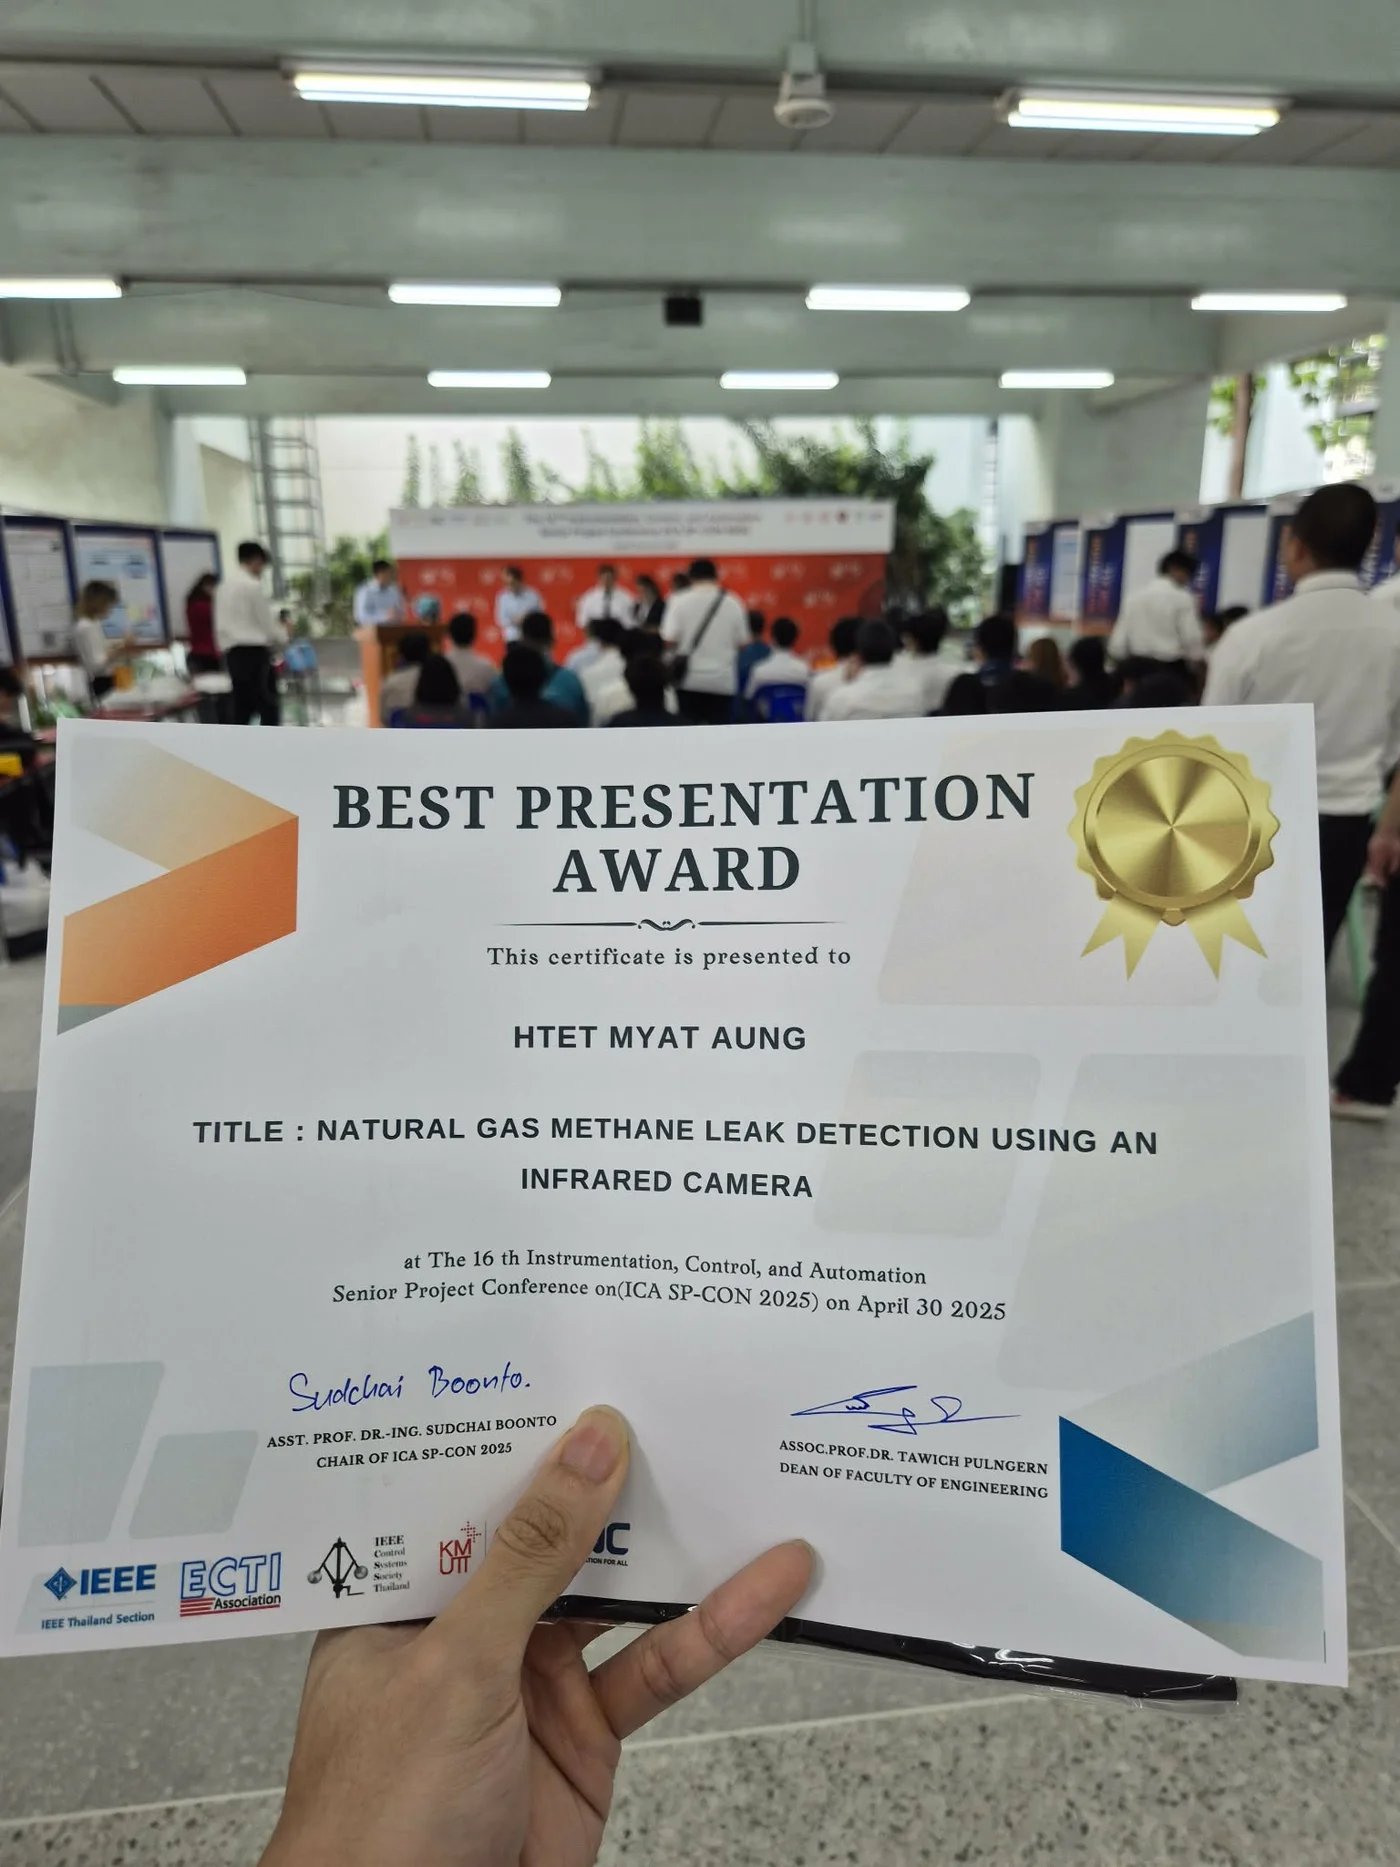 BEST PRESENTATION
AWARD
This certificate is presented to
HTET MYAT AUNG
TITLE : NATURAL GAS METHANE LEAK DETECTION USING AN
INFRARED CAMERA
at The 16 th Instrumentation, Control, and Automation
Senior Project Conference on(ICA SP-CON 2025) on April 30 2025
Sudchai Boonto.
ASST. PROF. DR.-ING. SUDCHAI BOONTO
CHAIR OF ICA SP-CON 2025
ASSOC.PROF.DR. TAWICH PULNGERN
DEAN OF FACULTY OF ENGINEERING
IEEE
IEEE Thailand Section
ECTI
Association
IEEE
Control
Systems
Society
Thailand
KM
UTT
FOR ALL